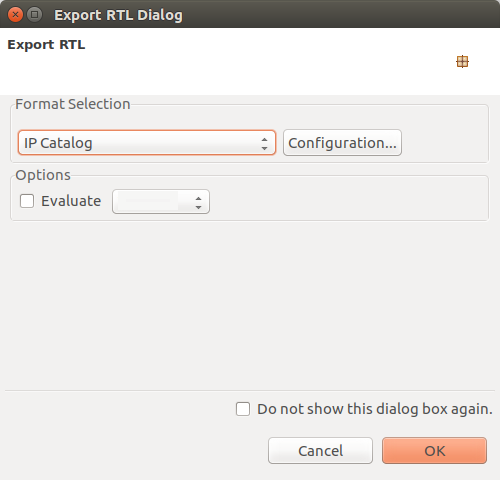 Export RTL Dialog
Export RTL
Format Selection
IP Catalog
Configuration...
Options
Evaluate
Do not show this dialog box again.
Cancel
OK